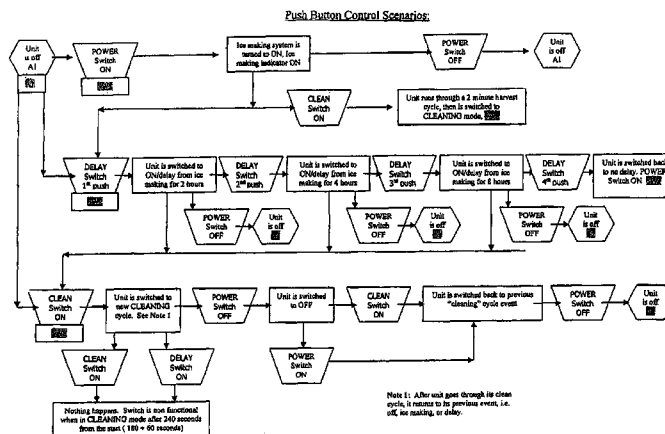 Push Button Control Scenarios:
Unit
is off
A1
POWER
Switch
ON
Ice making system is
turned to ON, Ice
making indicator ON
POWER
Switch
OFF
Unit
is off
A1
CLEAN
Switch
ON
Unit runs through a 2 minute harvest
cycle, then is switched to
CLEANING mode.
DELAY
Switch
1st push
Unit is switched to
ON/delay from ice
making for 2 hours
DELAY
Switch
2nd push
Unit is switched to
ON/delay from ice
making for 4 hours
DELAY
Switch
3rd push
Unit is switched to
ON/delay from ice
making for 8 hours
DELAY
Switch
4th push
Unit is switched back
to no delay. POWER
Switch ON
POWER
Switch
OFF
Unit
is off
POWER
Switch
OFF
Unit
is off
POWER
Switch
OFF
Unit
is off
CLEAN
Switch
ON
Unit is switched to
new CLEANING
cycle. See Note 1
POWER
Switch
OFF
Unit is switched
to OFF
CLEAN
Switch
ON
Unit is switched back to previous
"cleaning" cycle event
POWER
Switch
OFF
Unit
is off
CLEAN
Switch
ON
DELAY
Switch
ON
POWER
Switch
ON
Nothing happens. Switch is non functional
when in CLEANING mode after 240 seconds
from the start (180 + 60 seconds)
Note 1: After unit goes through its clean
cycle, it returns to its previous event, i.e.
off, ice making, or delay.